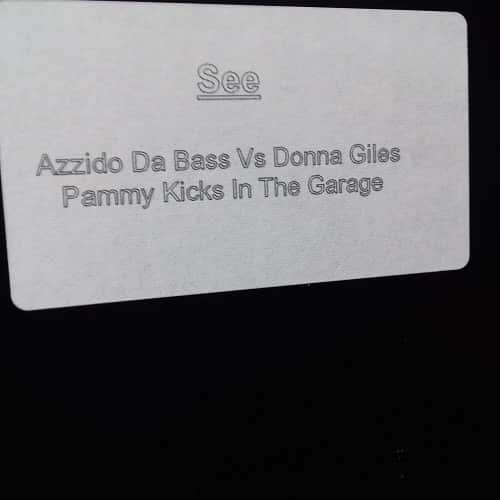 See
Azzido Da Bass Vs Donna Giles
Pammy Kicks In The Garage